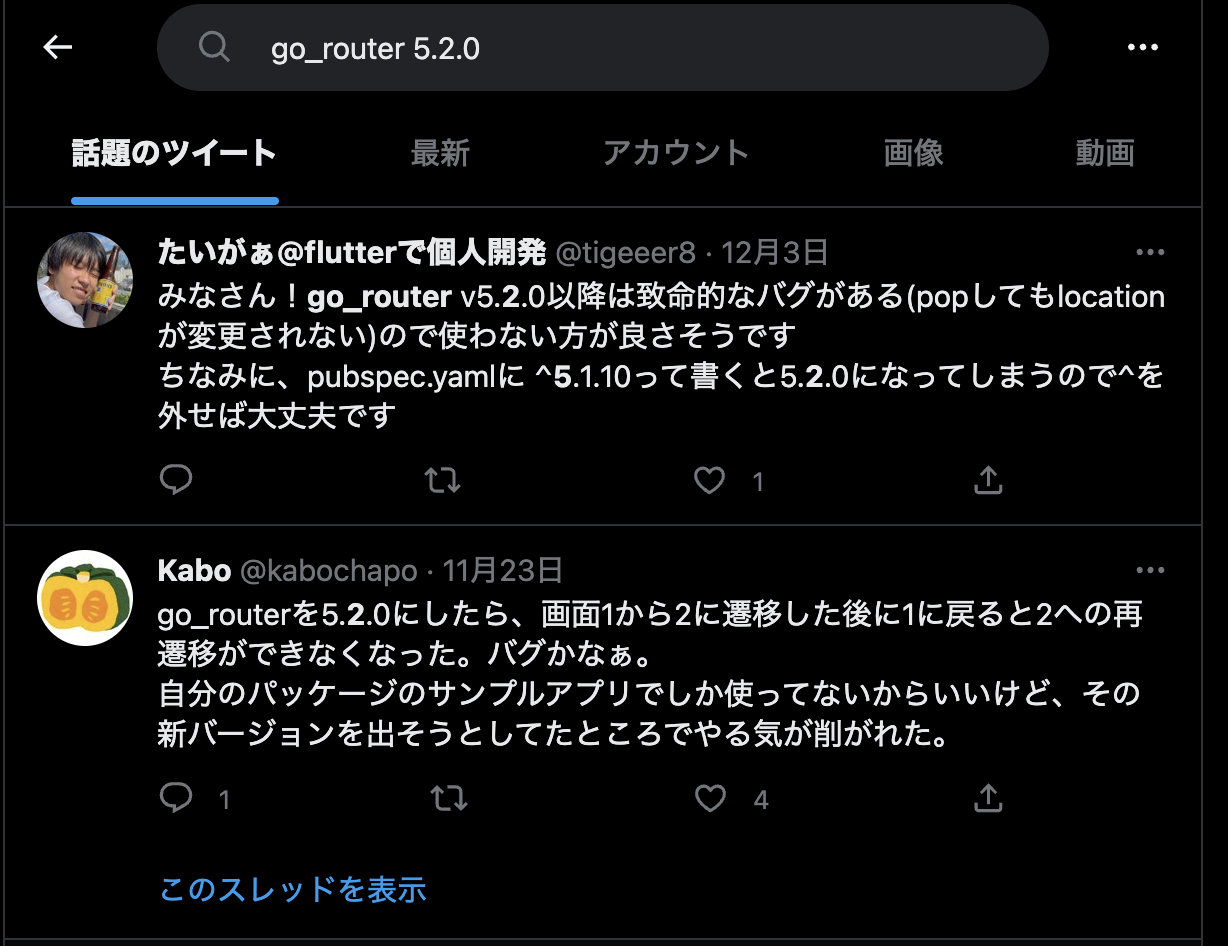 go_router 5.2.0
話題のツイート
最新
アカウント
画像
動画
たいがぁ@flutterで個人開発 @tigeeer8 · 12月3日
みなさん！go_router v5.2.0以降は致命的なバグがある(popしてもlocation
が変更されない)ので使わない方が良さそうです
ちなみに、pubspec.yamlに ^5.1.10って書くと5.2.0になってしまうので^を
外せば大丈夫です
1
Kabo @kabochapo · 11月23日
go_routerを5.2.0にしたら、画面1から2に遷移した後に1に戻ると2への再
遷移ができなくなった。バグかなぁ。
自分のパッケージのサンプルアプリでしか使ってないからいいけど、その
新バージョンを出そうとしてたところでやる気が削がれた。
1
4
このスレッドを表示